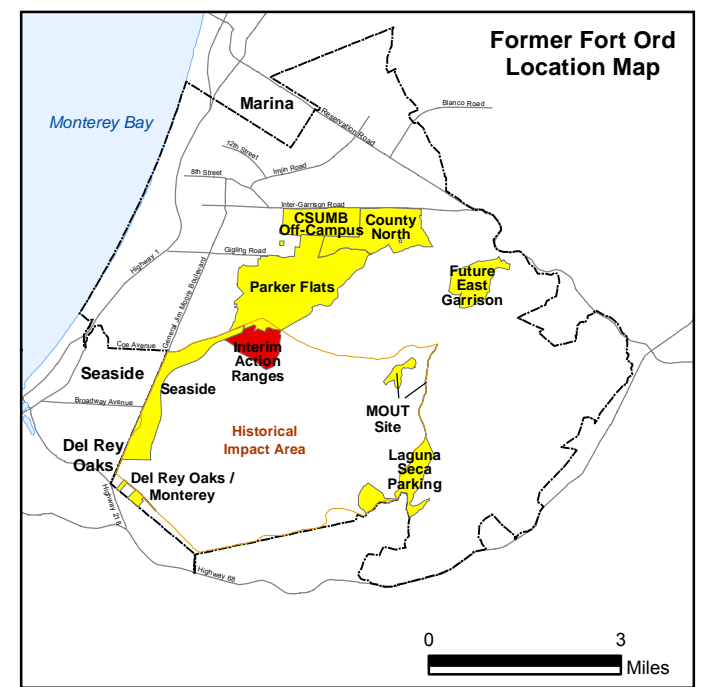 Former Fort Ord
Location Map
Marina
Monterey Bay
Blanco Road
Reservation Road
12th Street
Imjin Road
8th Street
Inter-Garrison Road
CSUMB
Off-Campus
County
North
Gigling Road
Highway 1
General Jim Moore Boulevard
Parker Flats
Future
East
Garrison
Coe Avenue
Interim
Action
Ranges
Seaside
Seaside
Broadway Avenue
MOUT
Site
Historical
Impact Area
Del Rey
Oaks
Laguna
Seca
Parking
Del Rey Oaks /
Monterey
Highway 218
Highway 68
0 3
Miles